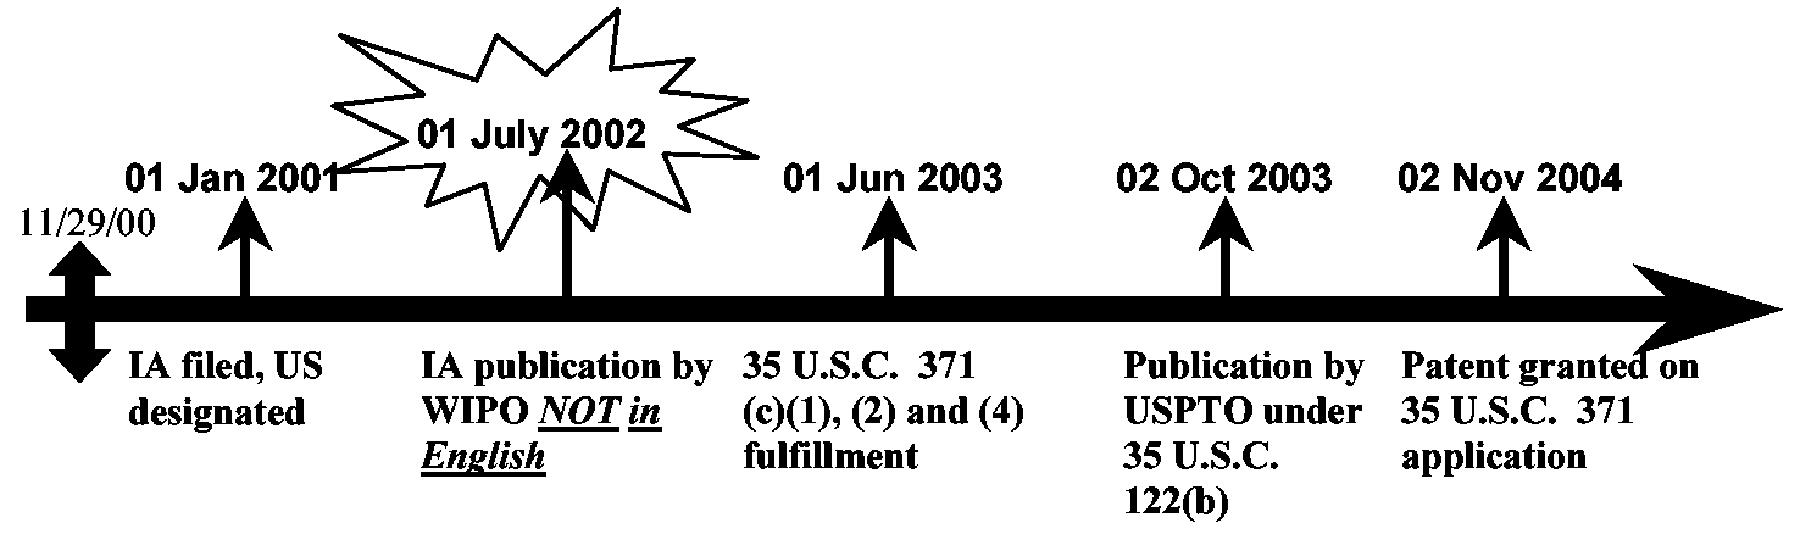 01 July 2002
01 Jan 2001
01 Jun 2003
02 Oct 2003
02 Nov 2004
11/29/00
IA filed, US
designated
IA publication by
WIPO NOT in
English
35 U.S.C. 371
(c)(1), (2) and (4)
fulfillment
Publication by
USPTO under
35 U.S.C.
122(b)
Patent granted on
35 U.S.C. 371
application